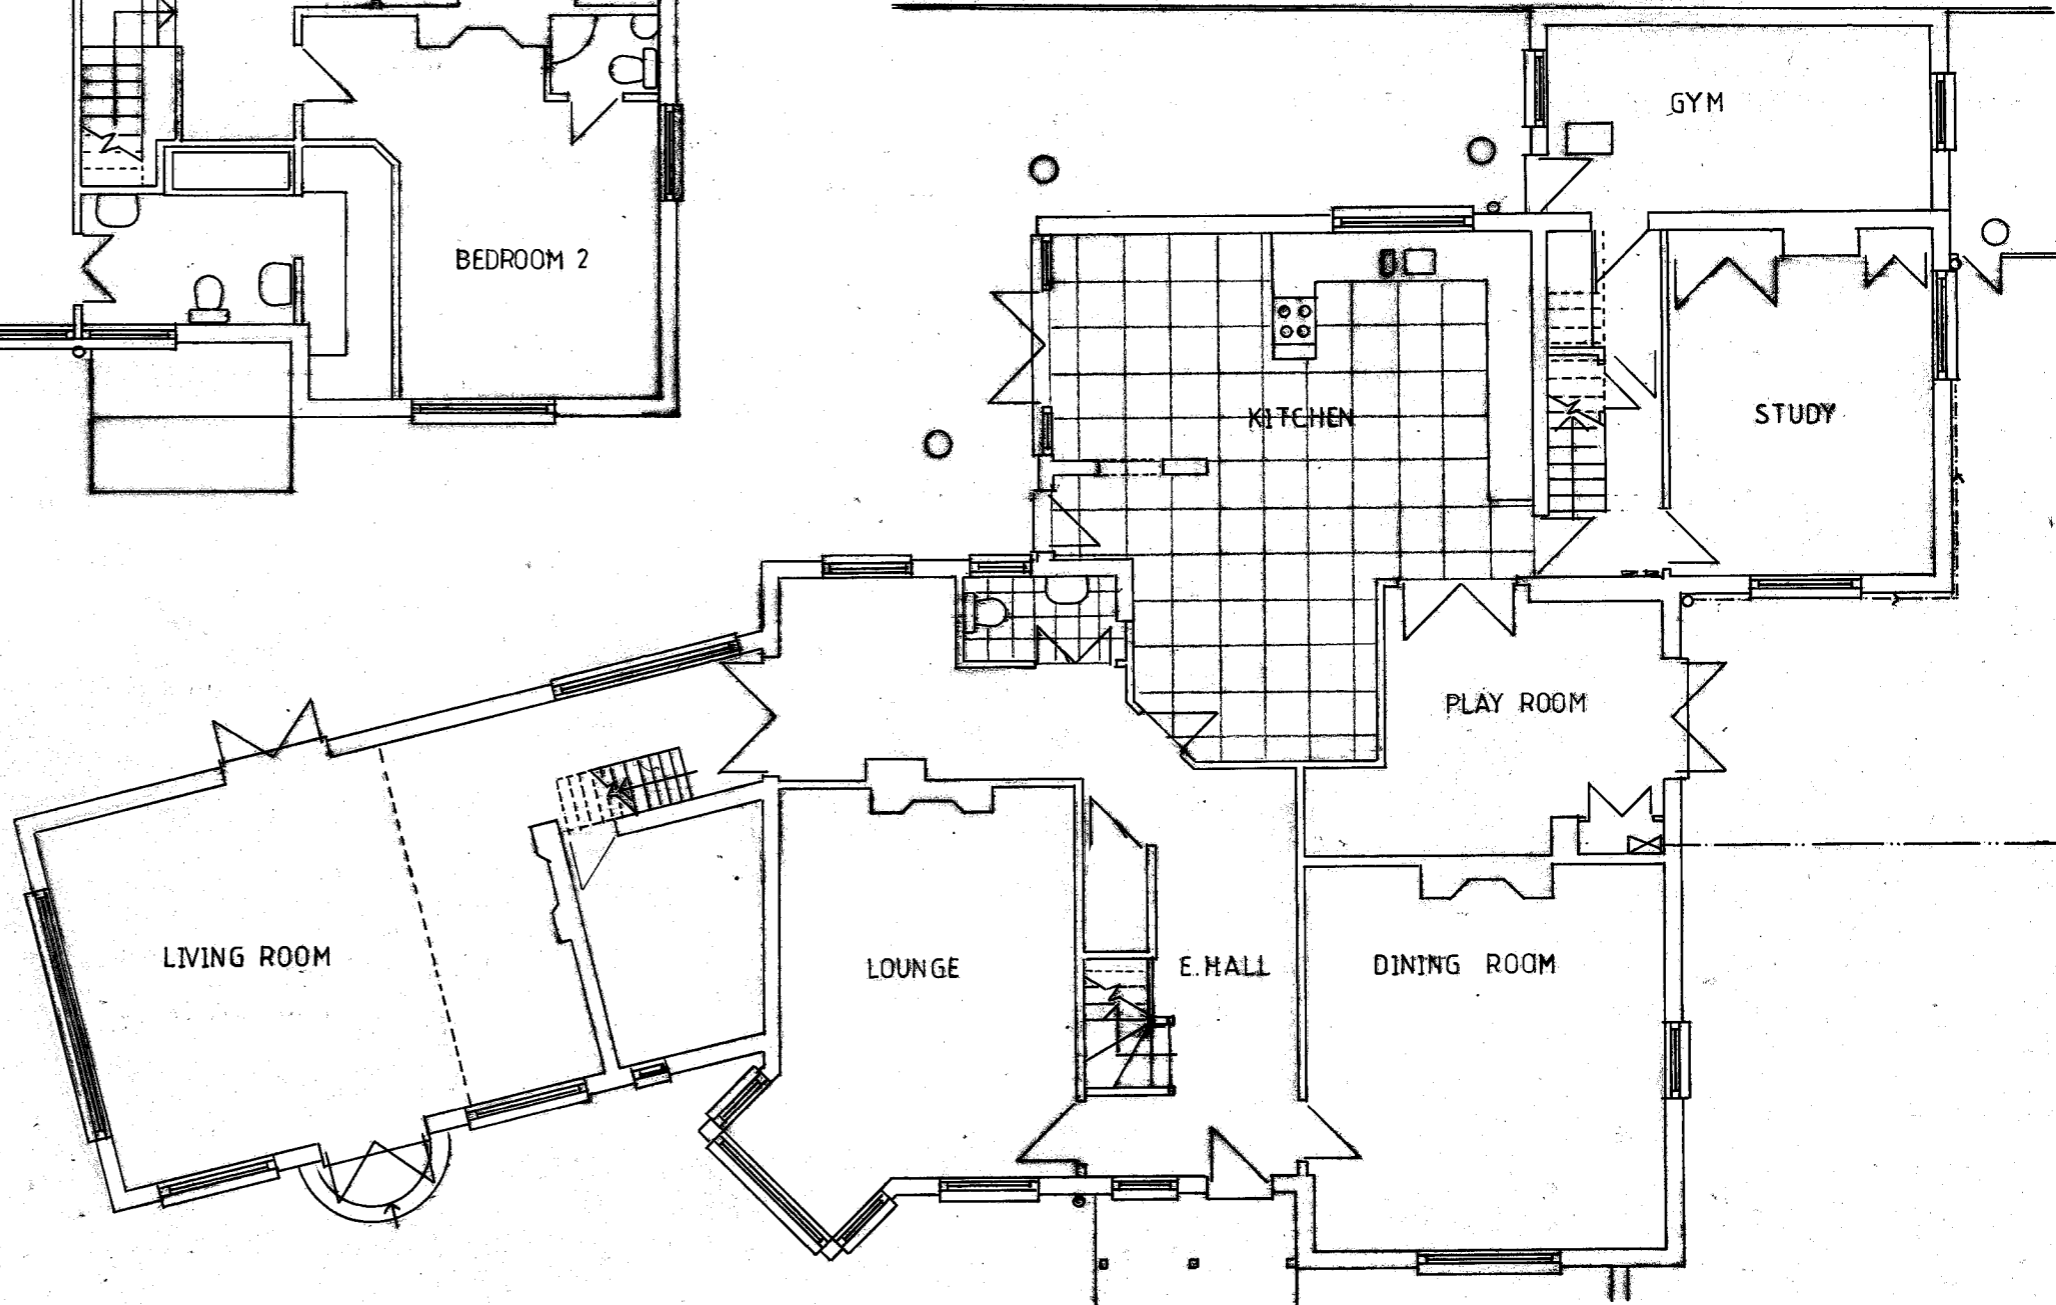 GYM
BEDROOM 2
KITCHEN
STUDY
PLAY ROOM
LIVING ROOM
LOUNGE
E. HALL
DINING ROOM